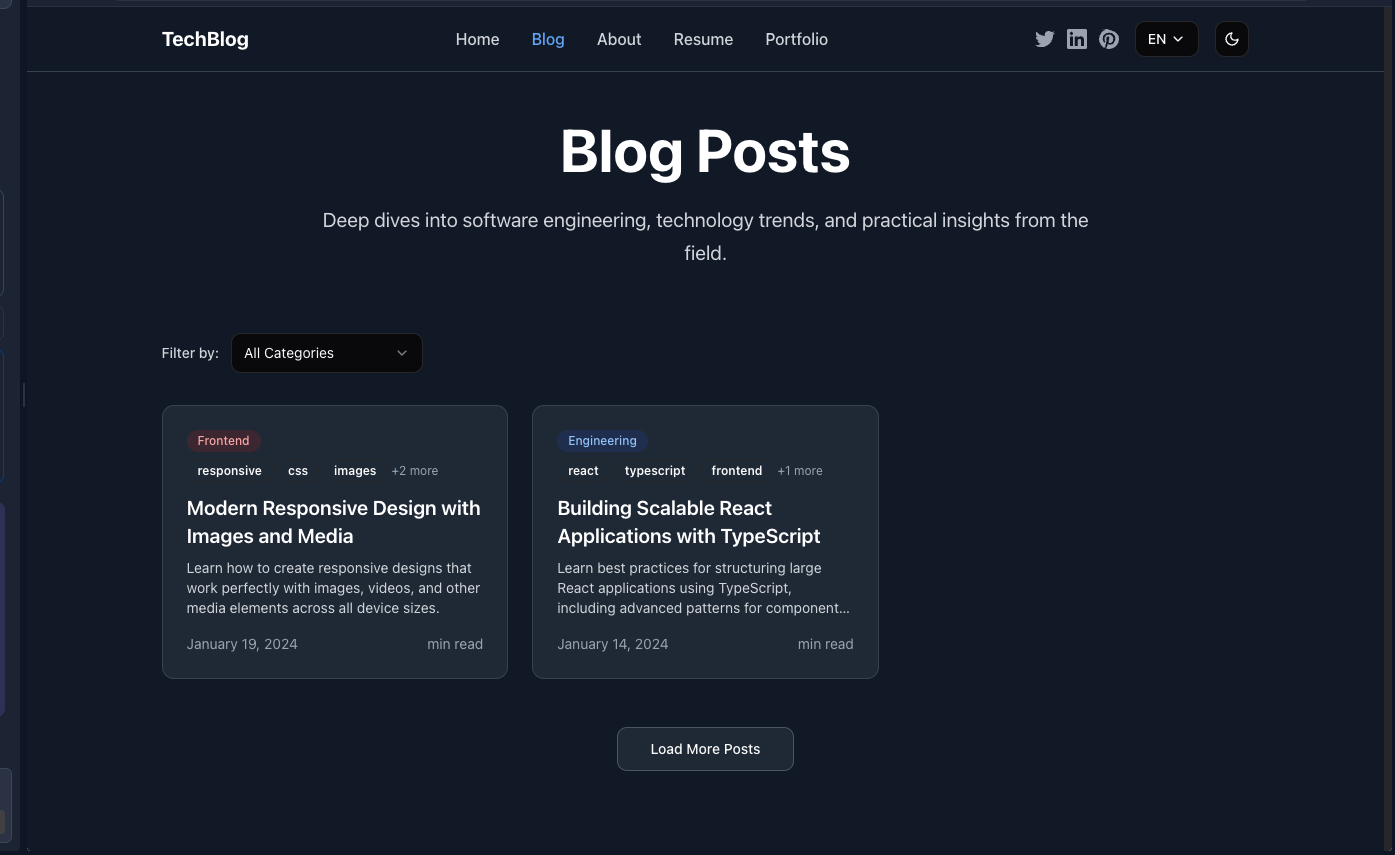 TechBlog
Home Blog About Resume Portfolio
EN
Blog Posts
Deep dives into software engineering, technology trends, and practical insights from the
field.
Filter by: All Categories
Frontend
responsive css images +2 more
Modern Responsive Design with
Images and Media
Learn how to create responsive designs that
work perfectly with images, videos, and other
media elements across all device sizes.
January 19, 2024 min read
Engineering
react typescript frontend +1 more
Building Scalable React
Applications with TypeScript
Learn best practices for structuring large
React applications using TypeScript,
including advanced patterns for component...
January 14, 2024 min read
Load More Posts